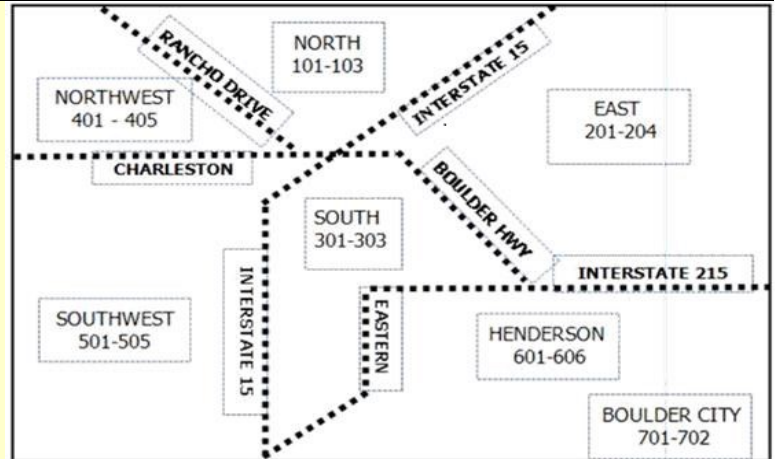 NORTH
101-103
RANCHO DRIVE
INTERSTATE 15
NORTHWEST
401 - 405
EAST
201-204
CHARLESTON
BOULDER HWY
SOUTH
301-303
INTERSTATE 215
INTERSTATE 15
EASTERN
SOUTHWEST
501-505
HENDERSON
601-606
BOULDER CITY
701-702